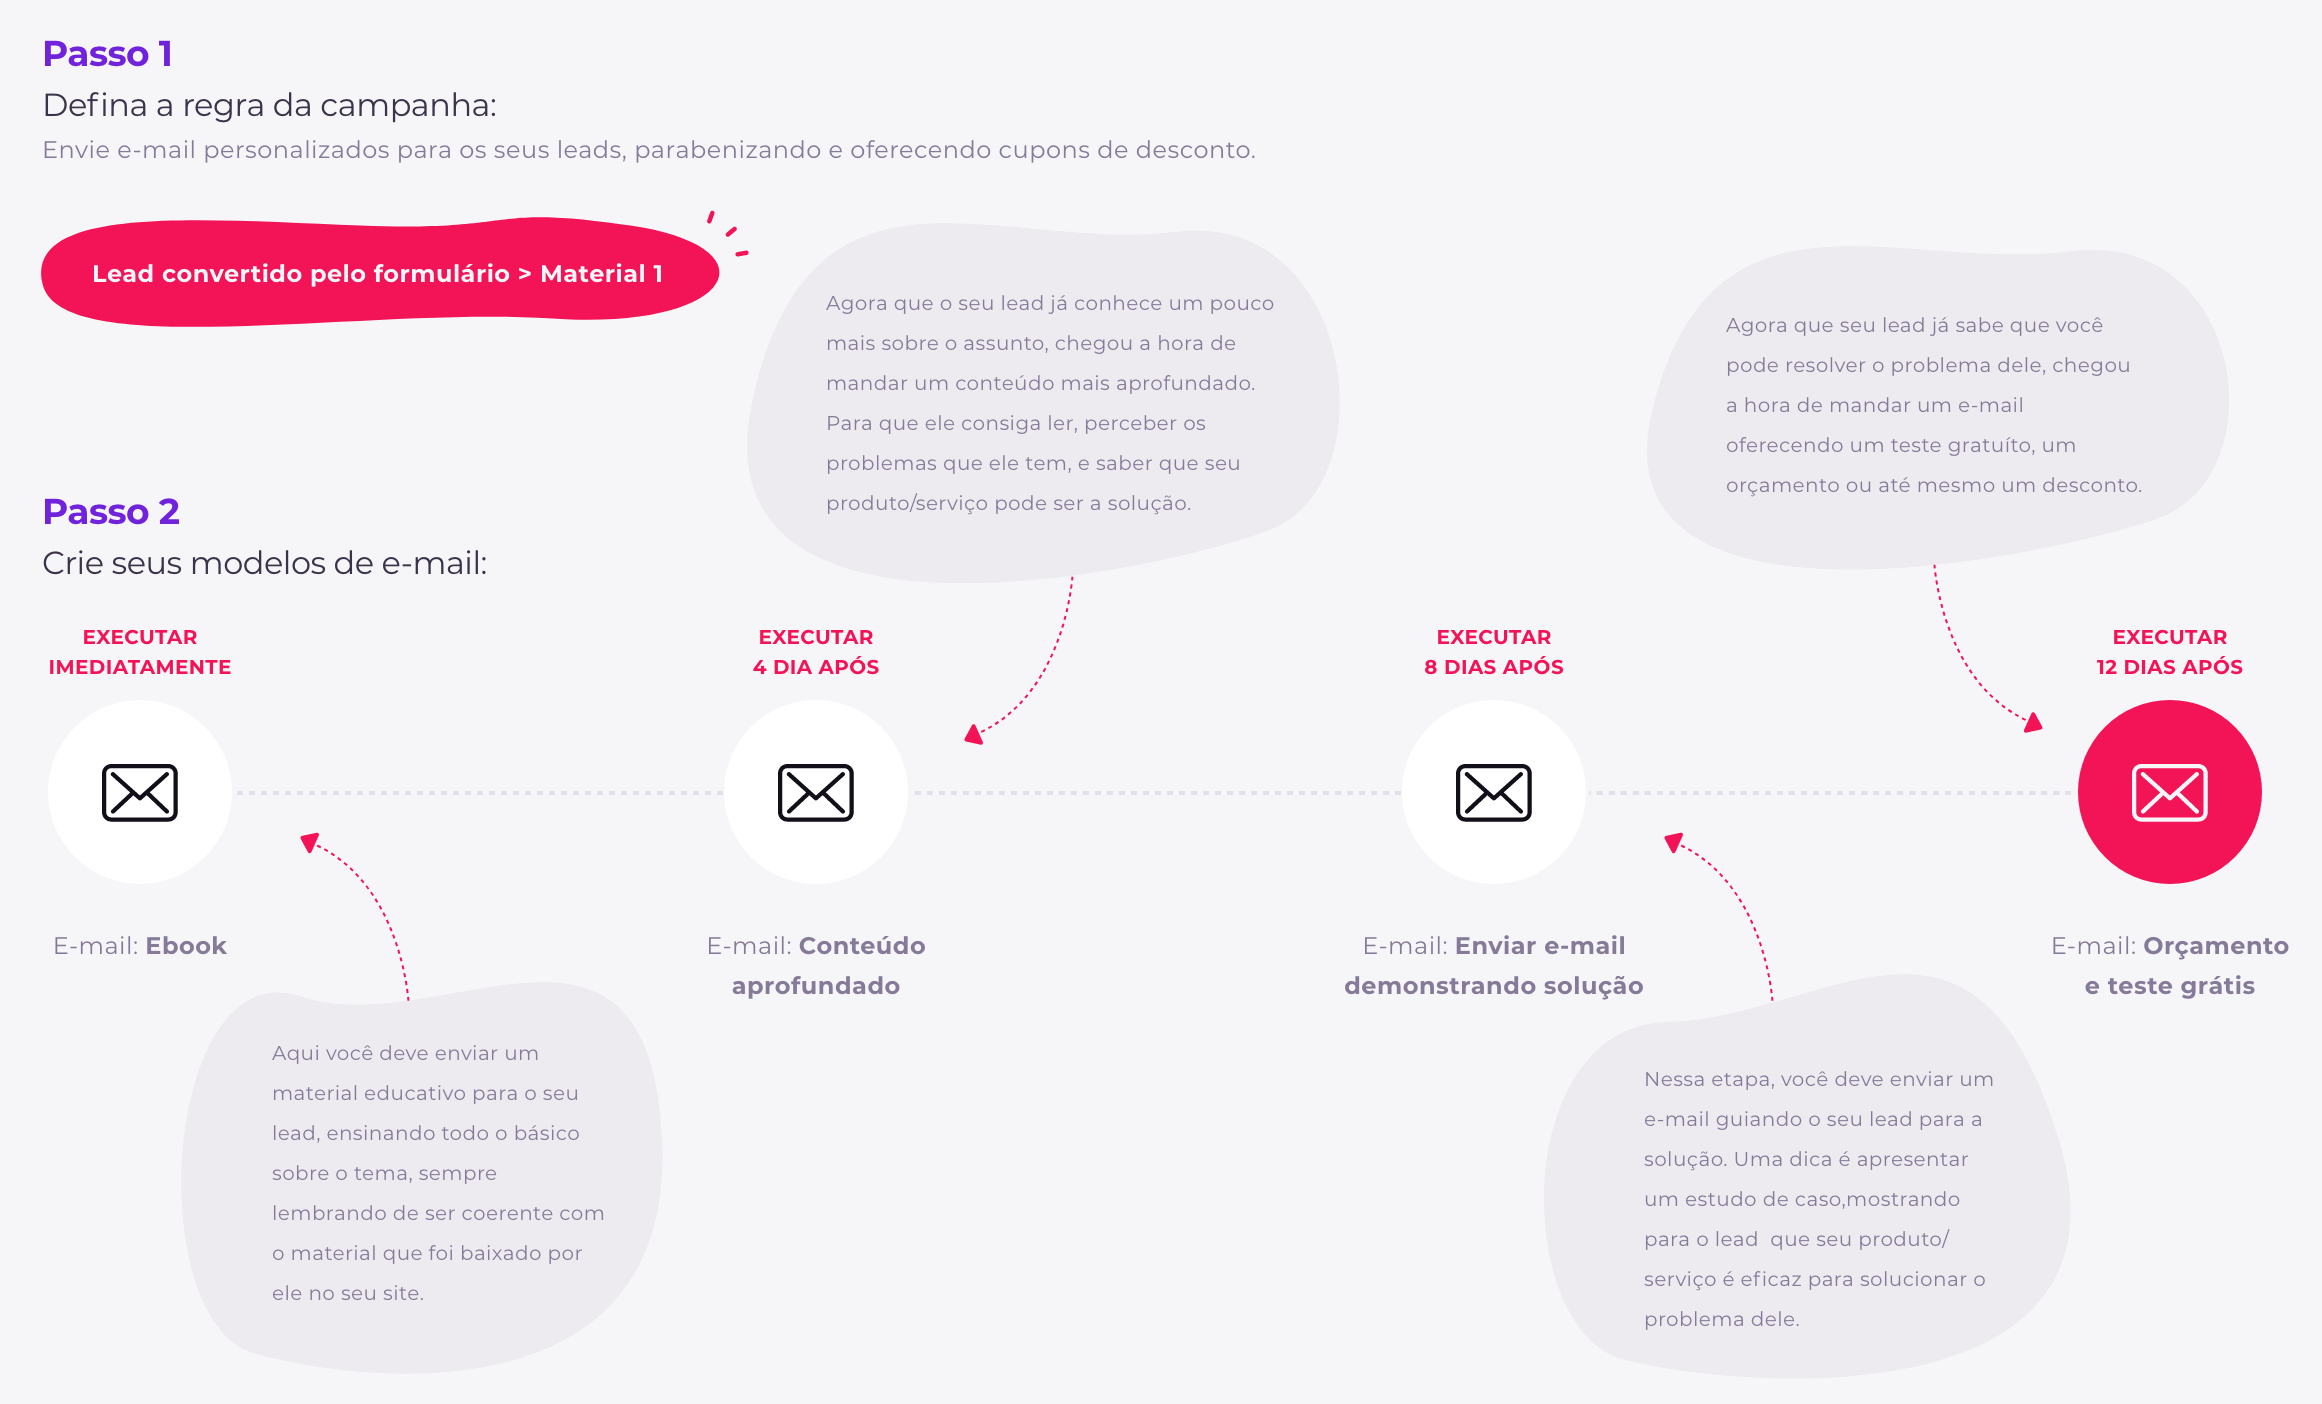 Passo 1
Defina a regra da campanha:
Envie e-mail personalizados para os seus leads, parabenizando e oferecendo cupons de desconto.
Lead convertido pelo formulário > Material 1
Agora que o seu lead já conhece um pouco
mais sobre o assunto, chegou a hora de
mandar um conteúdo mais aprofundado.
Para que ele consiga ler, perceber os
problemas que ele tem, e saber que seu
produto/serviço pode ser a solução.
Agora que seu lead já sabe que você
pode resolver o problema dele, chegou
a hora de mandar um e-mail
oferecendo um teste gratuíto, um
orçamento ou até mesmo um desconto.
Passo 2
Crie seus modelos de e-mail:
EXECUTAR
IMEDIATAMENTE
EXECUTAR
4 DIA APÓS
EXECUTAR
8 DIAS APÓS
EXECUTAR
12 DIAS APÓS
E-mail: Ebook
E-mail: Conteúdo
aprofundado
E-mail: Enviar e-mail
demonstrando solução
E-mail: Orçamento
e teste grátis
Aqui você deve enviar um
material educativo para o seu
lead, ensinando todo o básico
sobre o tema, sempre
lembrando de ser coerente com
o material que foi baixado por
ele no seu site.
Nessa etapa, você deve enviar um
e-mail guiando o seu lead para a
solução. Uma dica é apresentar
um estudo de caso,mostrando
para o lead  que seu produto/
serviço é eficaz para solucionar o
problema dele.